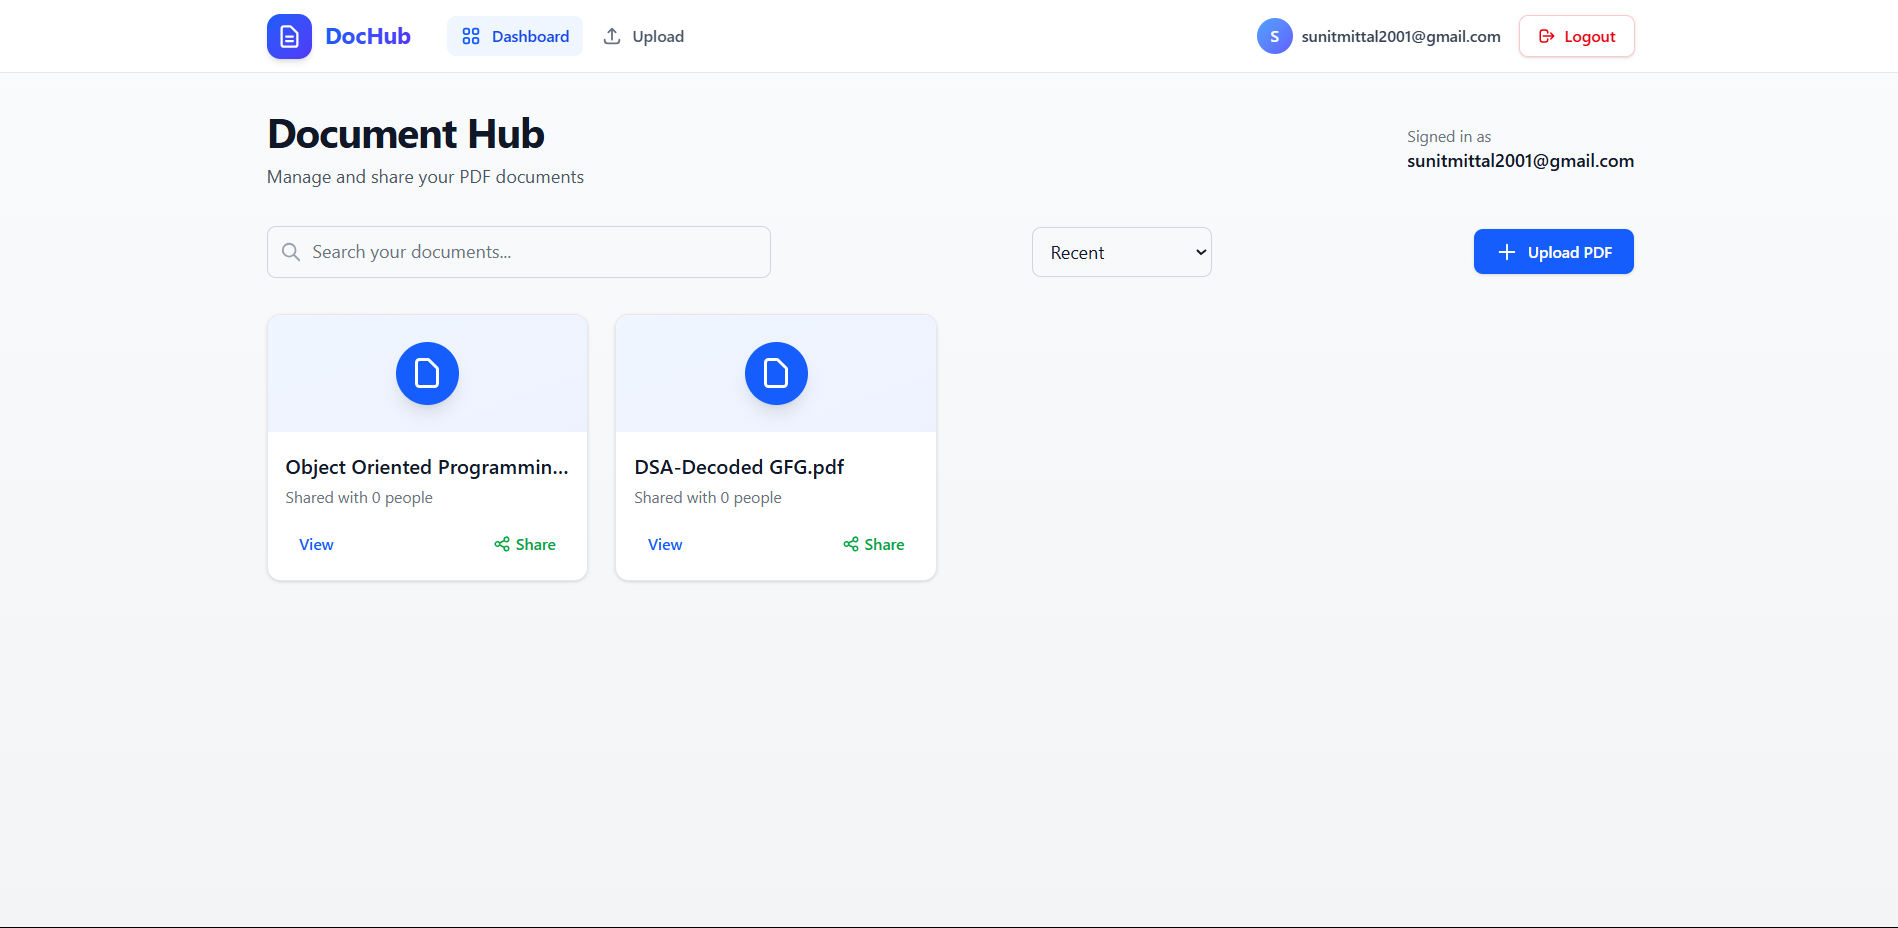 DocHub
Dashboard
Upload
S
sunitmittal2001@gmail.com
Logout
Document Hub
Manage and share your PDF documents
Signed in as
sunitmittal2001@gmail.com
Search your documents...
Recent
Upload PDF
Object Oriented Programmin...
Shared with 0 people
View
Share
DSA-Decoded GFG.pdf
Shared with 0 people
View
Share